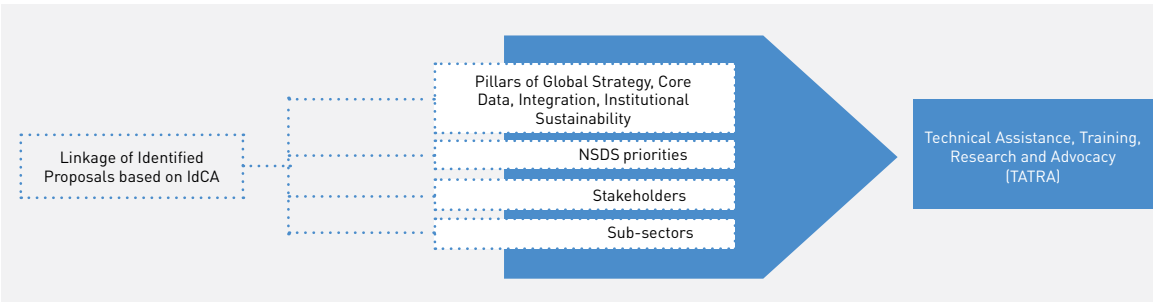 Linkage of Identified
Proposals based on IdCA
Pillars of Global Strategy, Core
Data, Integration, Institutional
Sustainability
NSDS priorities
Stakeholders
Sub-sectors
Technical Assistance, Training,
Research and Advocacy
(TATRA)